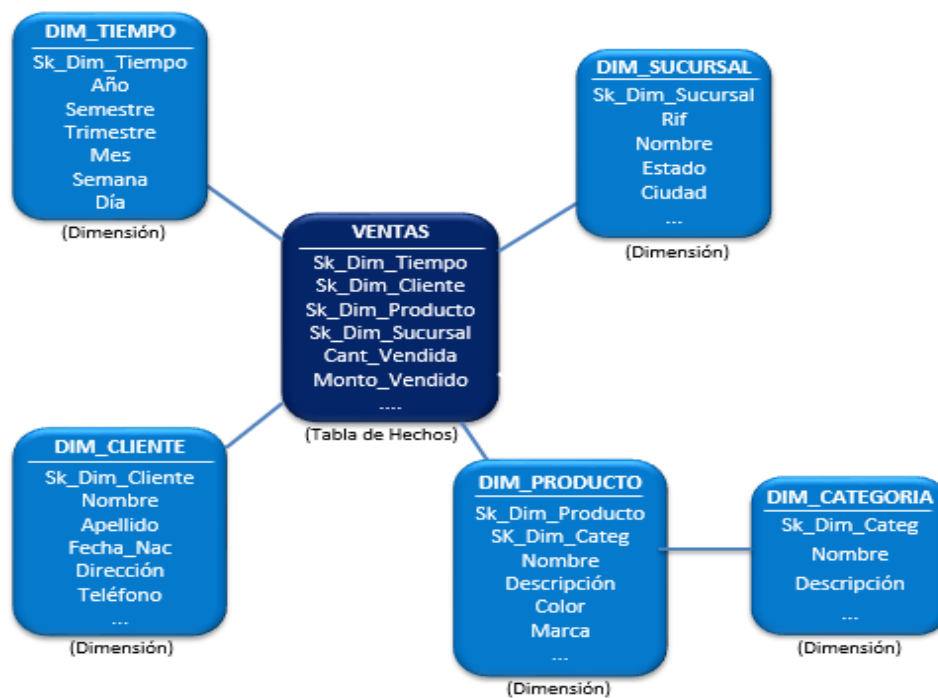 DIM_TIEMPO
Sk_Dim_Tiempo
Año
Semestre
Trimestre
Mes
Semana
Día
(Dimensión)
DIM_SUCURSAL
Sk_Dim_Sucursal
Rif
Nombre
Estado
Ciudad
...
(Dimensión)
VENTAS
Sk_Dim_Tiempo
Sk_Dim_Cliente
Sk_Dim_Producto
Sk_Dim_Sucursal
Cant_Vendida
Monto_Vendido
....
(Tabla de Hechos)
DIM_CLIENTE
Sk_Dim_Cliente
Nombre
Apellido
Fecha_Nac
Dirección
Teléfono
...
(Dimensión)
DIM_PRODUCTO
Sk_Dim_Producto
SK_Dim_Categ
Nombre
Descripción
Color
Marca
...
(Dimensión)
DIM_CATEGORIA
Sk_Dim_Categ
Nombre
Descripción
...
(Dimensión)